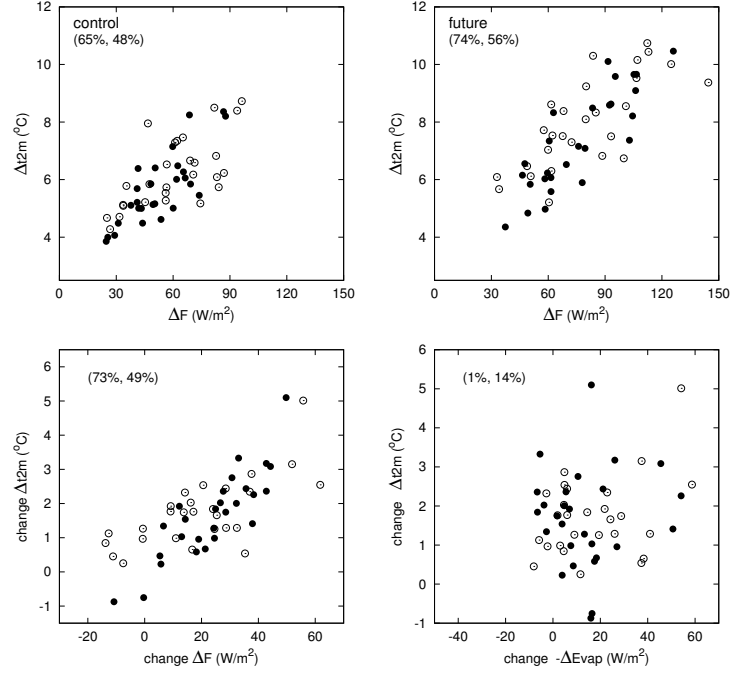 12
10
8
6
4
Δt2m (°C)
control
(65%, 48%)
0 30 60 90 120 150
ΔF (W/m²)
12
10
8
6
4
Δt2m (°C)
future
(74%, 56%)
0 30 60 90 120 150
ΔF (W/m²)
6
5
4
3
2
1
0
-1
change Δt2m (°C)
(73%, 49%)
-20 0 20 40 60
change ΔF (W/m²)
6
5
4
3
2
1
0
-1
change Δt2m (°C)
(1%, 14%)
-40 -20 0 20 40 60
change -ΔEvap (W/m²)